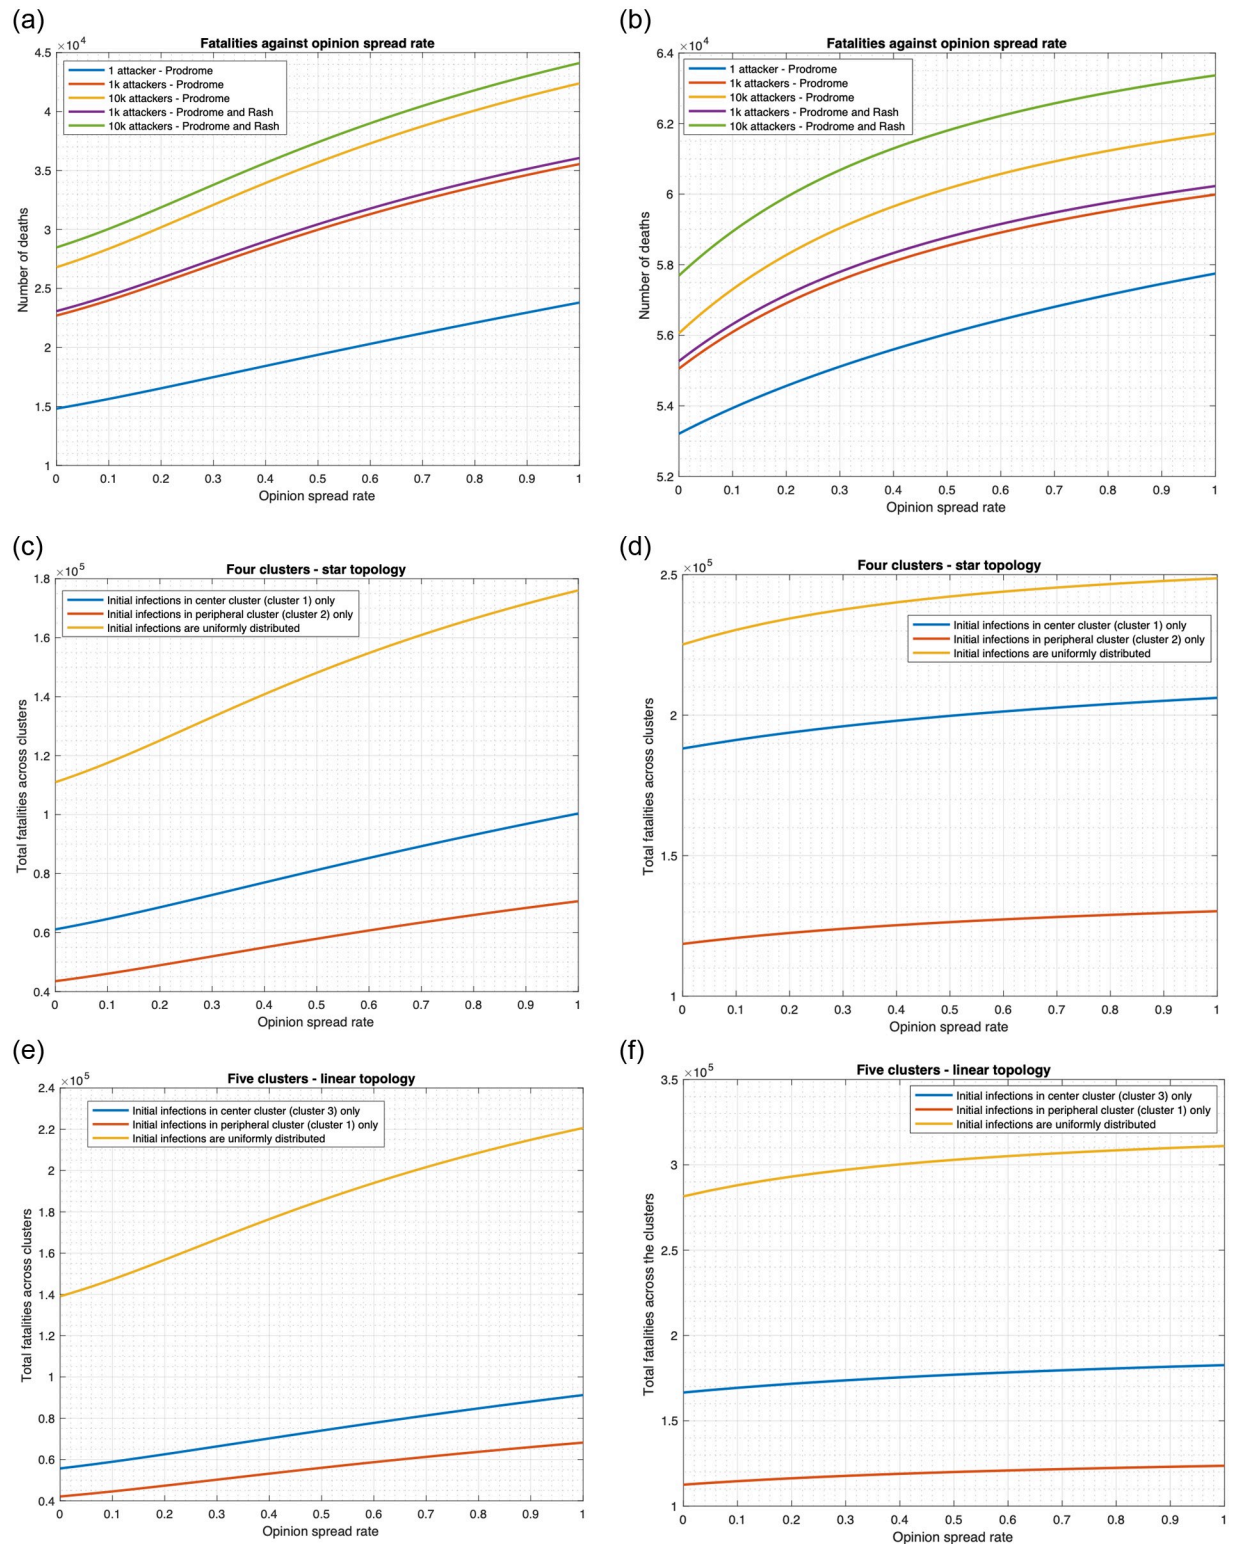 (a)
Fatalities against opinion spread rate
×10⁴
4.5
4
3.5
3
2.5
2
1.5
1
Number of deaths
1 attacker - Prodrome
1k attackers - Prodrome
10k attackers - Prodrome
1k attackers - Prodrome and Rash
10k attackers - Prodrome and Rash
0 0.1 0.2 0.3 0.4 0.5 0.6 0.7 0.8 0.9 1
Opinion spread rate
(b)
Fatalities against opinion spread rate
×10⁴
6.4
6.2
6
5.8
5.6
5.4
5.2
Number of deaths
1 attacker - Prodrome
1k attackers - Prodrome
10k attackers - Prodrome
1k attackers - Prodrome and Rash
10k attackers - Prodrome and Rash
0 0.1 0.2 0.3 0.4 0.5 0.6 0.7 0.8 0.9 1
Opinion spread rate
(c)
Four clusters - star topology
×10⁵
1.8
1.6
1.4
1.2
1
0.8
0.6
0.4
Total fatalities across clusters
Initial infections in center cluster (cluster 1) only
Initial infections in peripheral cluster (cluster 2) only
Initial infections are uniformly distributed
0 0.1 0.2 0.3 0.4 0.5 0.6 0.7 0.8 0.9 1
Opinion spread rate
(d)
Four clusters - star topology
×10⁵
2.5
2
1.5
1
Total fatalities across clusters
Initial infections in center cluster (cluster 1) only
Initial infections in peripheral cluster (cluster 2) only
Initial infections are uniformly distributed
0 0.1 0.2 0.3 0.4 0.5 0.6 0.7 0.8 0.9 1
Opinion spread rate
(e)
Five clusters - linear topology
×10⁵
2.4
2.2
2
1.8
1.6
1.4
1.2
1
0.8
0.6
0.4
Total fatalities across clusters
Initial infections in center cluster (cluster 3) only
Initial infections in peripheral cluster (cluster 1) only
Initial infections are uniformly distributed
0 0.1 0.2 0.3 0.4 0.5 0.6 0.7 0.8 0.9 1
Opinion spread rate
(f)
Five clusters - linear topology
×10⁵
3.5
3
2.5
2
1.5
1
Total fatalities across the clusters
Initial infections in center cluster (cluster 3) only
Initial infections in peripheral cluster (cluster 1) only
Initial infections are uniformly distributed
0 0.1 0.2 0.3 0.4 0.5 0.6 0.7 0.8 0.9 1
Opinion spread rate